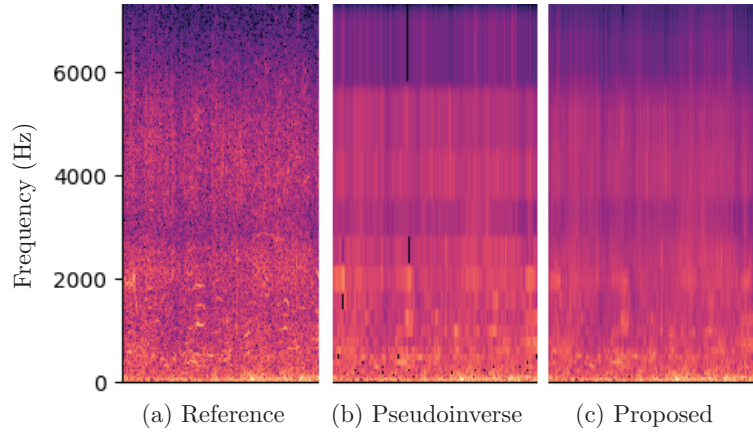 Frequency (Hz)
6000
4000
2000
0
(a) Reference
(b) Pseudoinverse
(c) Proposed